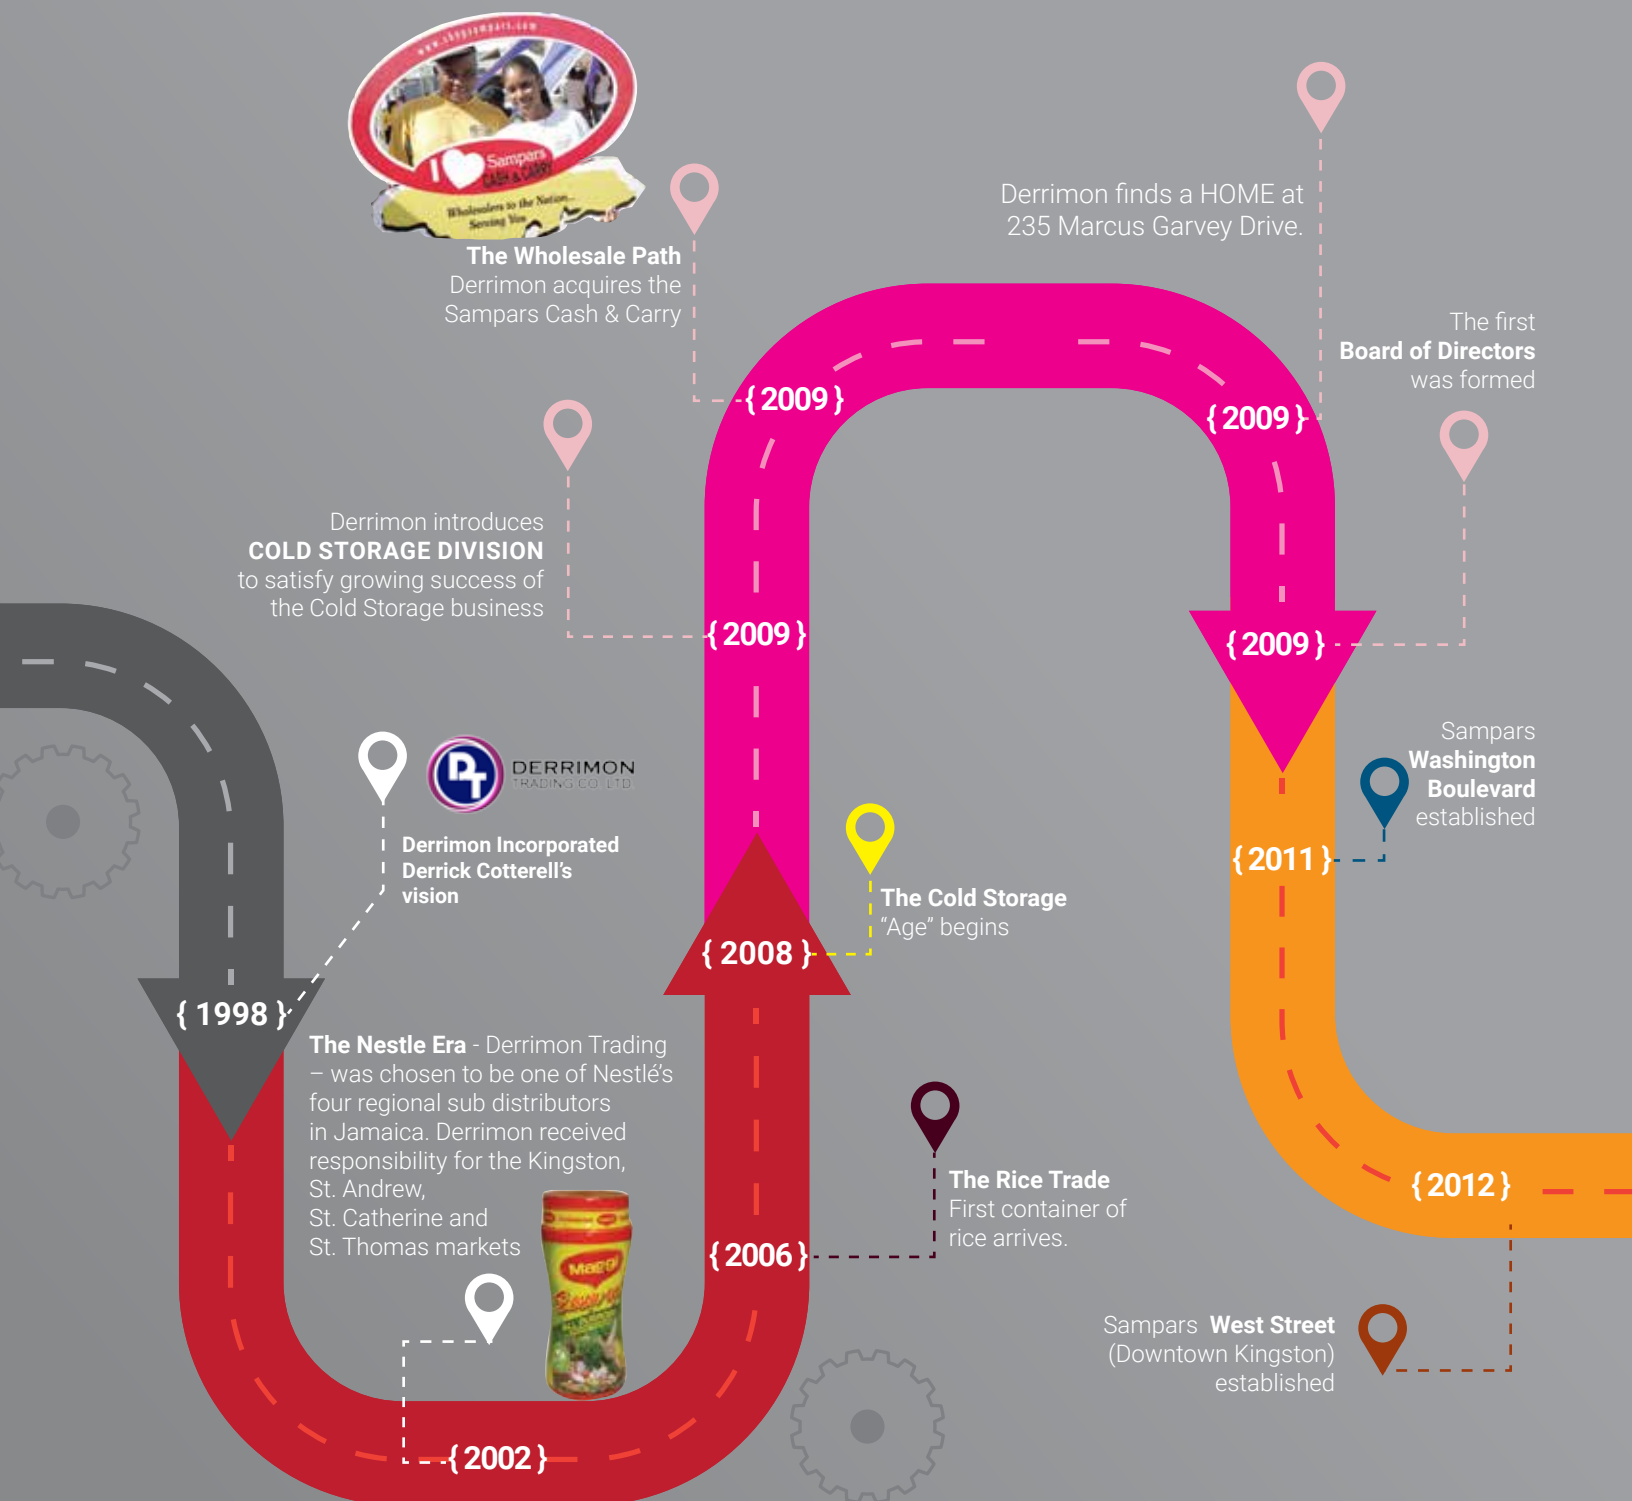 www.shopsampars.com
I
Sampars
CASH & CARRY
Wholesalers to the Nation...
Serving You
The Wholesale Path
Derrimon acquires the
Sampars Cash & Carry
{ 2009 }
Derrimon finds a HOME at
235 Marcus Garvey Drive.
{ 2009 }
The first
Board of Directors
was formed
{ 2009 }
Derrimon introduces
COLD STORAGE DIVISION
to satisfy growing success of
the Cold Storage business
{ 2009 }
DT
DERRIMON
TRADING CO. LTD.
Derrimon Incorporated
Derrick Cotterell’s
vision
{ 1998 }
The Cold Storage
“Age” begins
{ 2008 }
Sampars
Washington
Boulevard
established
{ 2011 }
The Nestle Era - Derrimon Trading
– was chosen to be one of Nestlé’s
four regional sub distributors
in Jamaica. Derrimon received
responsibility for the Kingston,
St. Andrew,
St. Catherine and
St. Thomas markets
Maggi
{ 2002 }
The Rice Trade
First container of
rice arrives.
{ 2006 }
{ 2012 }
Sampars West Street
(Downtown Kingston)
established